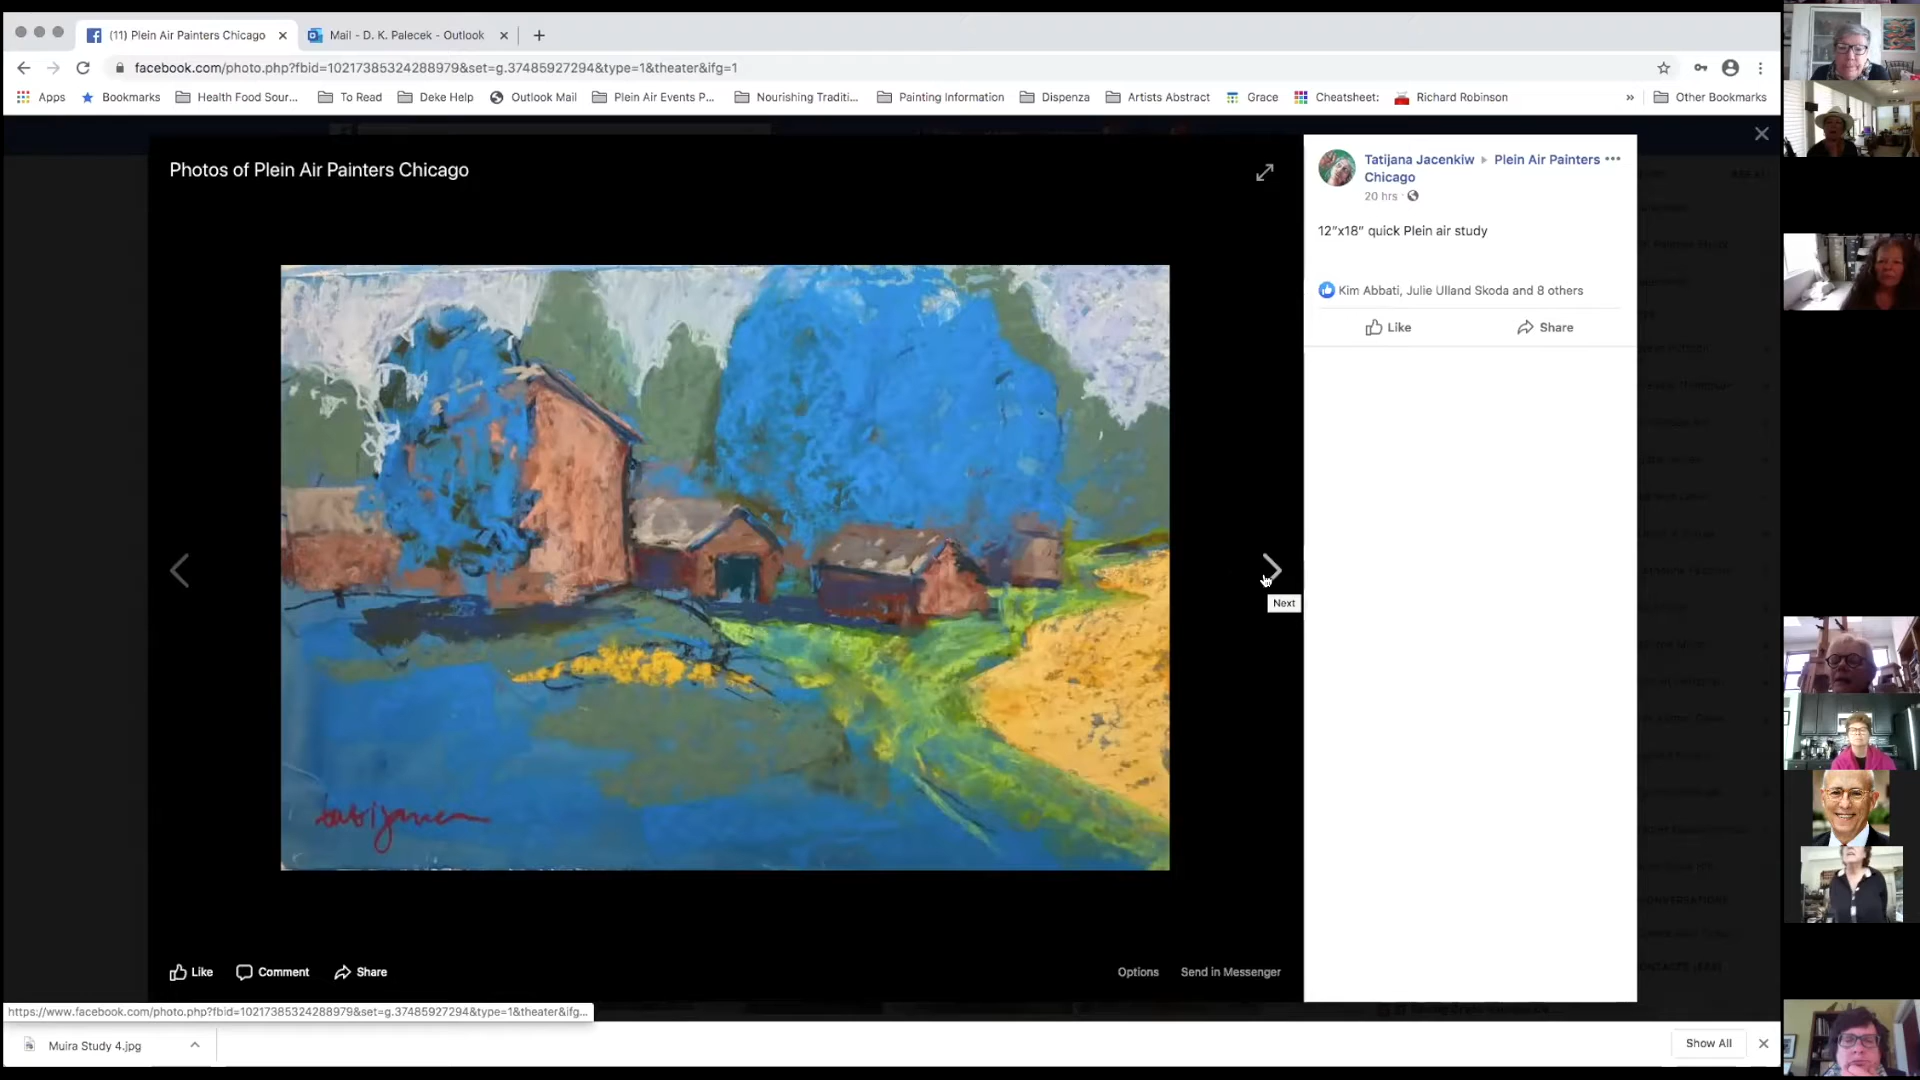 (11) Plein Air Painters Chicago
Mail - D. K. Palecek - Outlook
facebook.com/photo.php?fbid=10217385324288979&set=g.37485927294&type=1&theater&ifg=1
Apps
Bookmarks
Health Food Sour...
To Read
Deke Help
Outlook Mail
Plein Air Events P...
Nourishing Traditi...
Painting Information
Dispenza
Artists Abstract
Grace
Cheatsheet:
Richard Robinson
»
Other Bookmarks
Photos of Plein Air Painters Chicago
Tatijana Jacenkiw ▸ Plein Air Painters
Chicago
20 hrs ·
12"x18" quick Plein air study
Kim Abbati, Julie Ulland Skoda and 8 others
Like
Share
Next
Like
Comment
Share
Options
Send in Messenger
https://www.facebook.com/photo.php?fbid=10217385324288979&set=g.37485927294&type=1&theater&ifg...
Muira Study 4.jpg
Show All